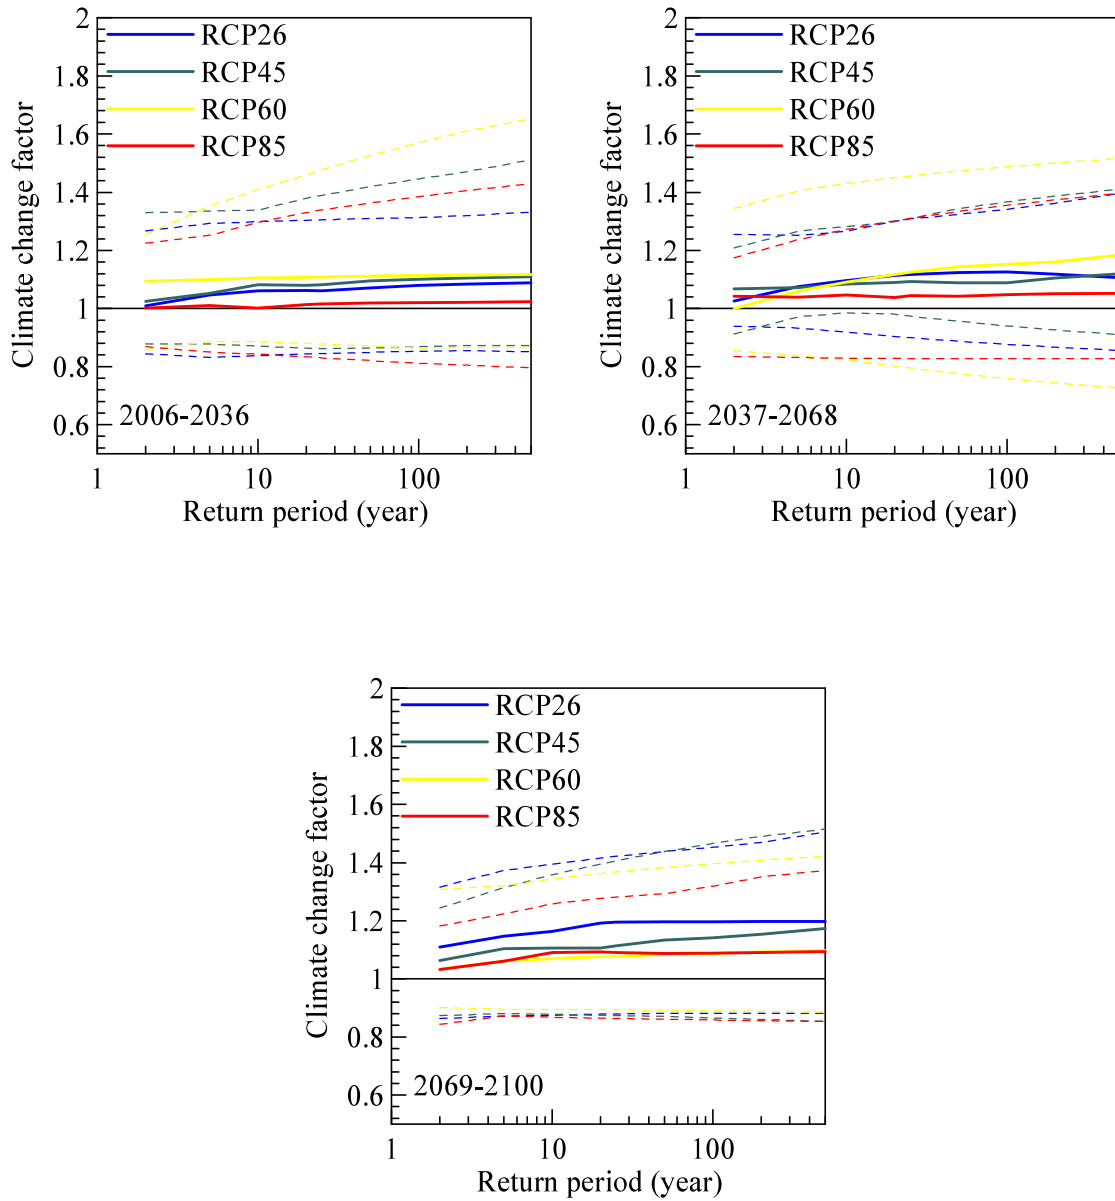 2
1.8
1.6
1.4
1.2
1
0.8
0.6
Climate change factor
RCP26
RCP45
RCP60
RCP85
2006-2036
1 10 100
Return period (year)
2
1.8
1.6
1.4
1.2
1
0.8
0.6
Climate change factor
RCP26
RCP45
RCP60
RCP85
2037-2068
1 10 100
Return period (year)
2
1.8
1.6
1.4
1.2
1
0.8
0.6
Climate change factor
RCP26
RCP45
RCP60
RCP85
2069-2100
1 10 100
Return period (year)